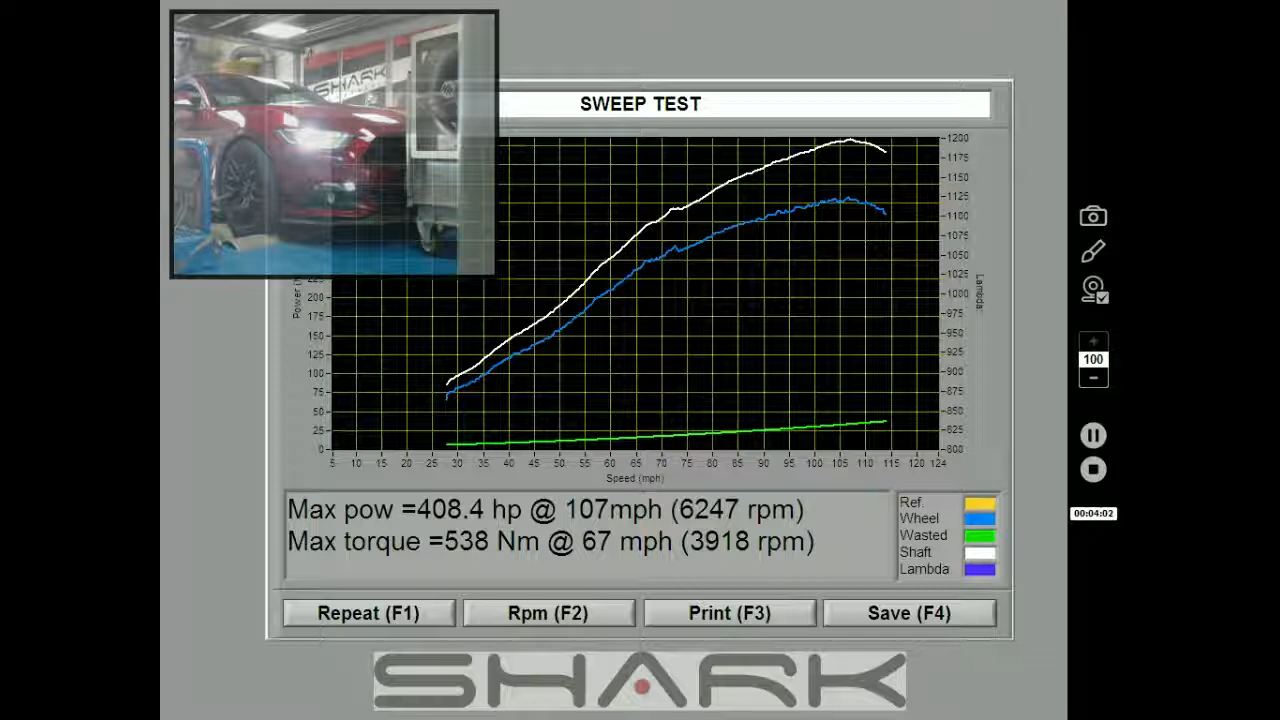 SHARK
SWEEP TEST
Power (
225
200
175
150
125
100
75
50
25
0
5 10 15 20 25 30 35 40 45 50 55 60 65 70 75 80 85 90 95 100 105 110 115 120 124
Speed (mph)
1200
1175
1150
1125
1100
1075
1050
1025
1000
975
950
925
900
875
850
825
800
Lambda
Max pow =408.4 hp @ 107mph (6247 rpm)
Max torque =538 Nm @ 67 mph (3918 rpm)
Ref.
Wheel
Wasted
Shaft
Lambda
Repeat (F1)
Rpm (F2)
Print (F3)
Save (F4)
SHARK
100
00:04:02